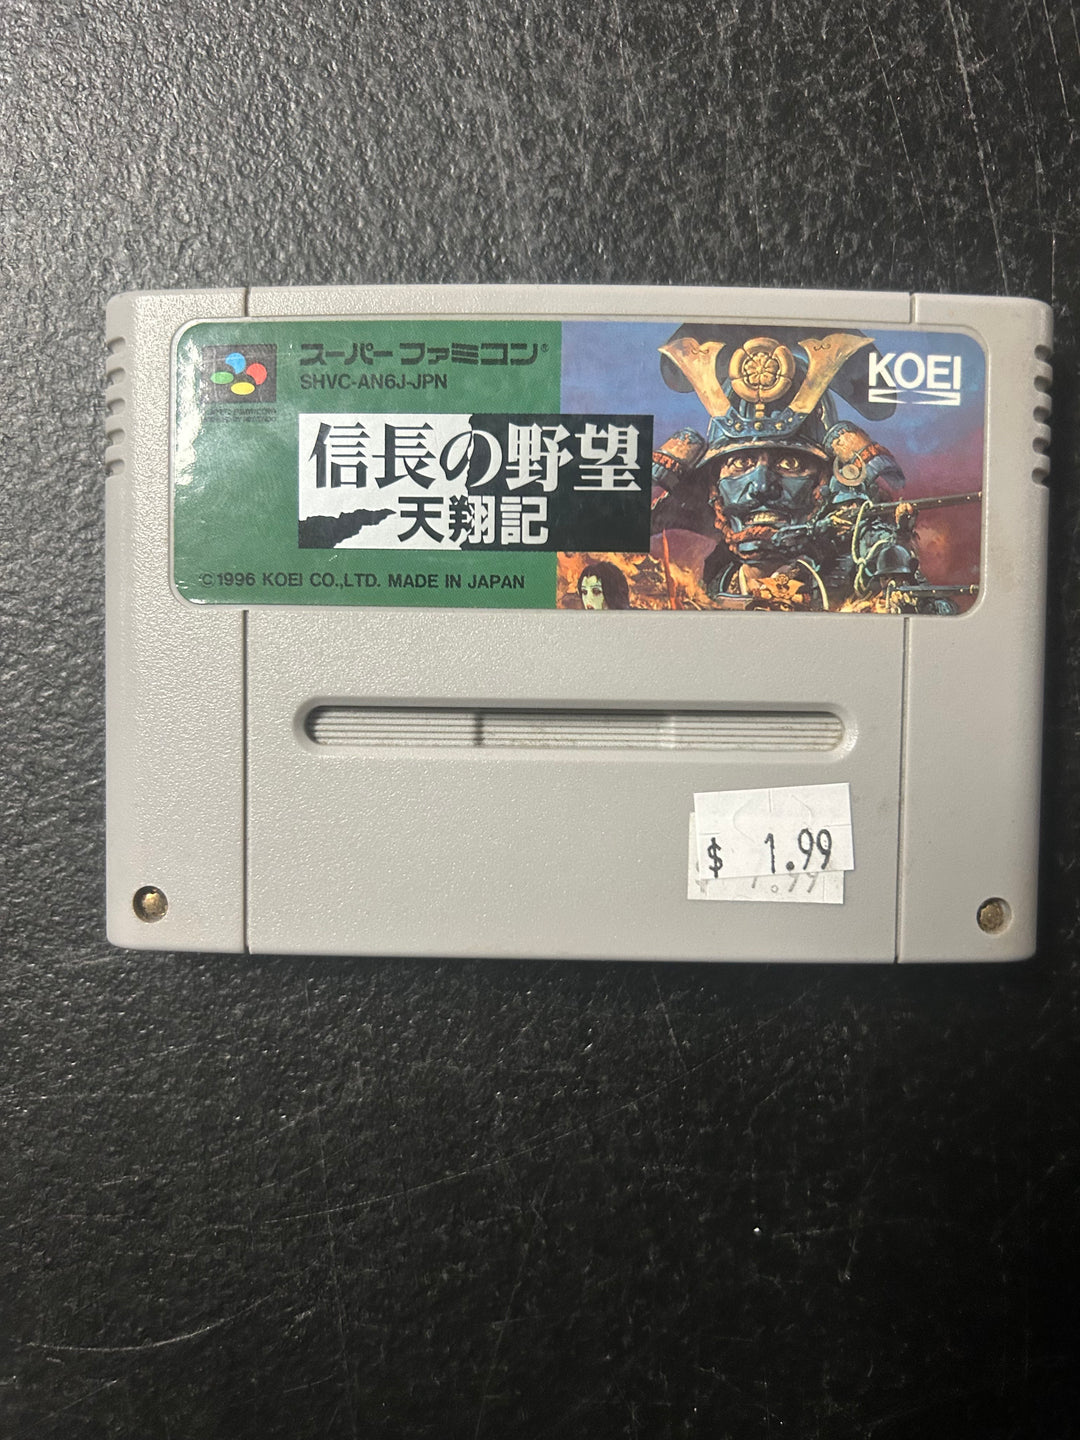 スーパーファミコン®
SHVC-AN6J-JPN
KOEI
信長の野望
天翔記
©1996 KOEI CO.,LTD. MADE IN JAPAN
$ 1.99